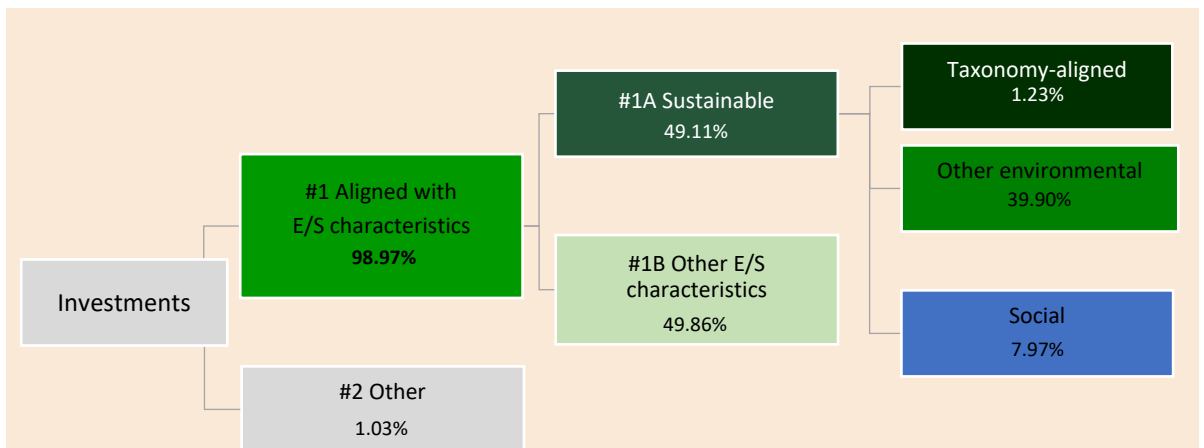 Investments
#1 Aligned with
E/S characteristics
98.97%
#2 Other
1.03%
#1A Sustainable
49.11%
#1B Other E/S
characteristics
49.86%
Taxonomy-aligned
1.23%
Other environmental
39.90%
Social
7.97%